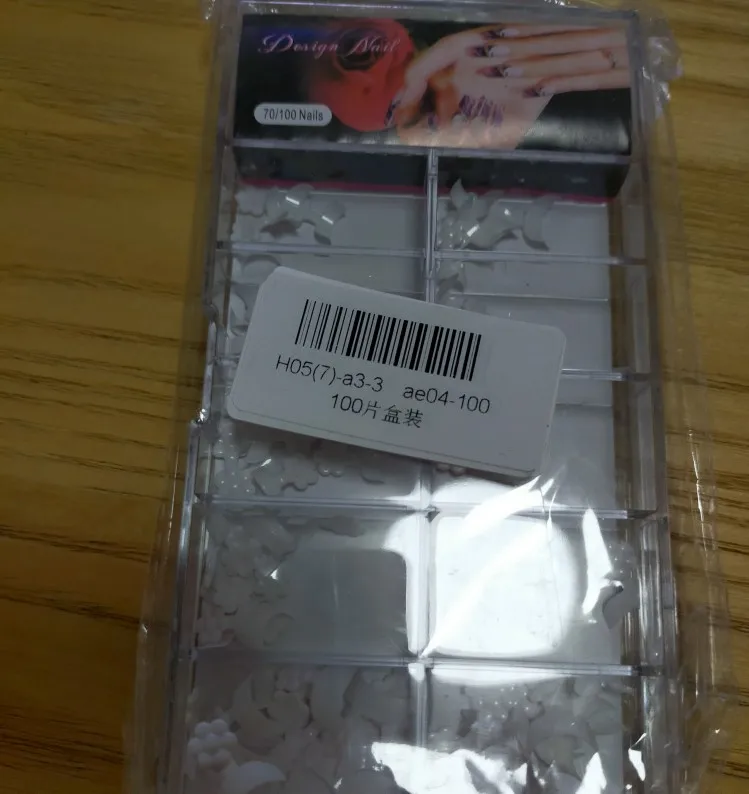 Design Nail
70/100 Nails
H05(7)-a3-3 ae04-100
100片盒装